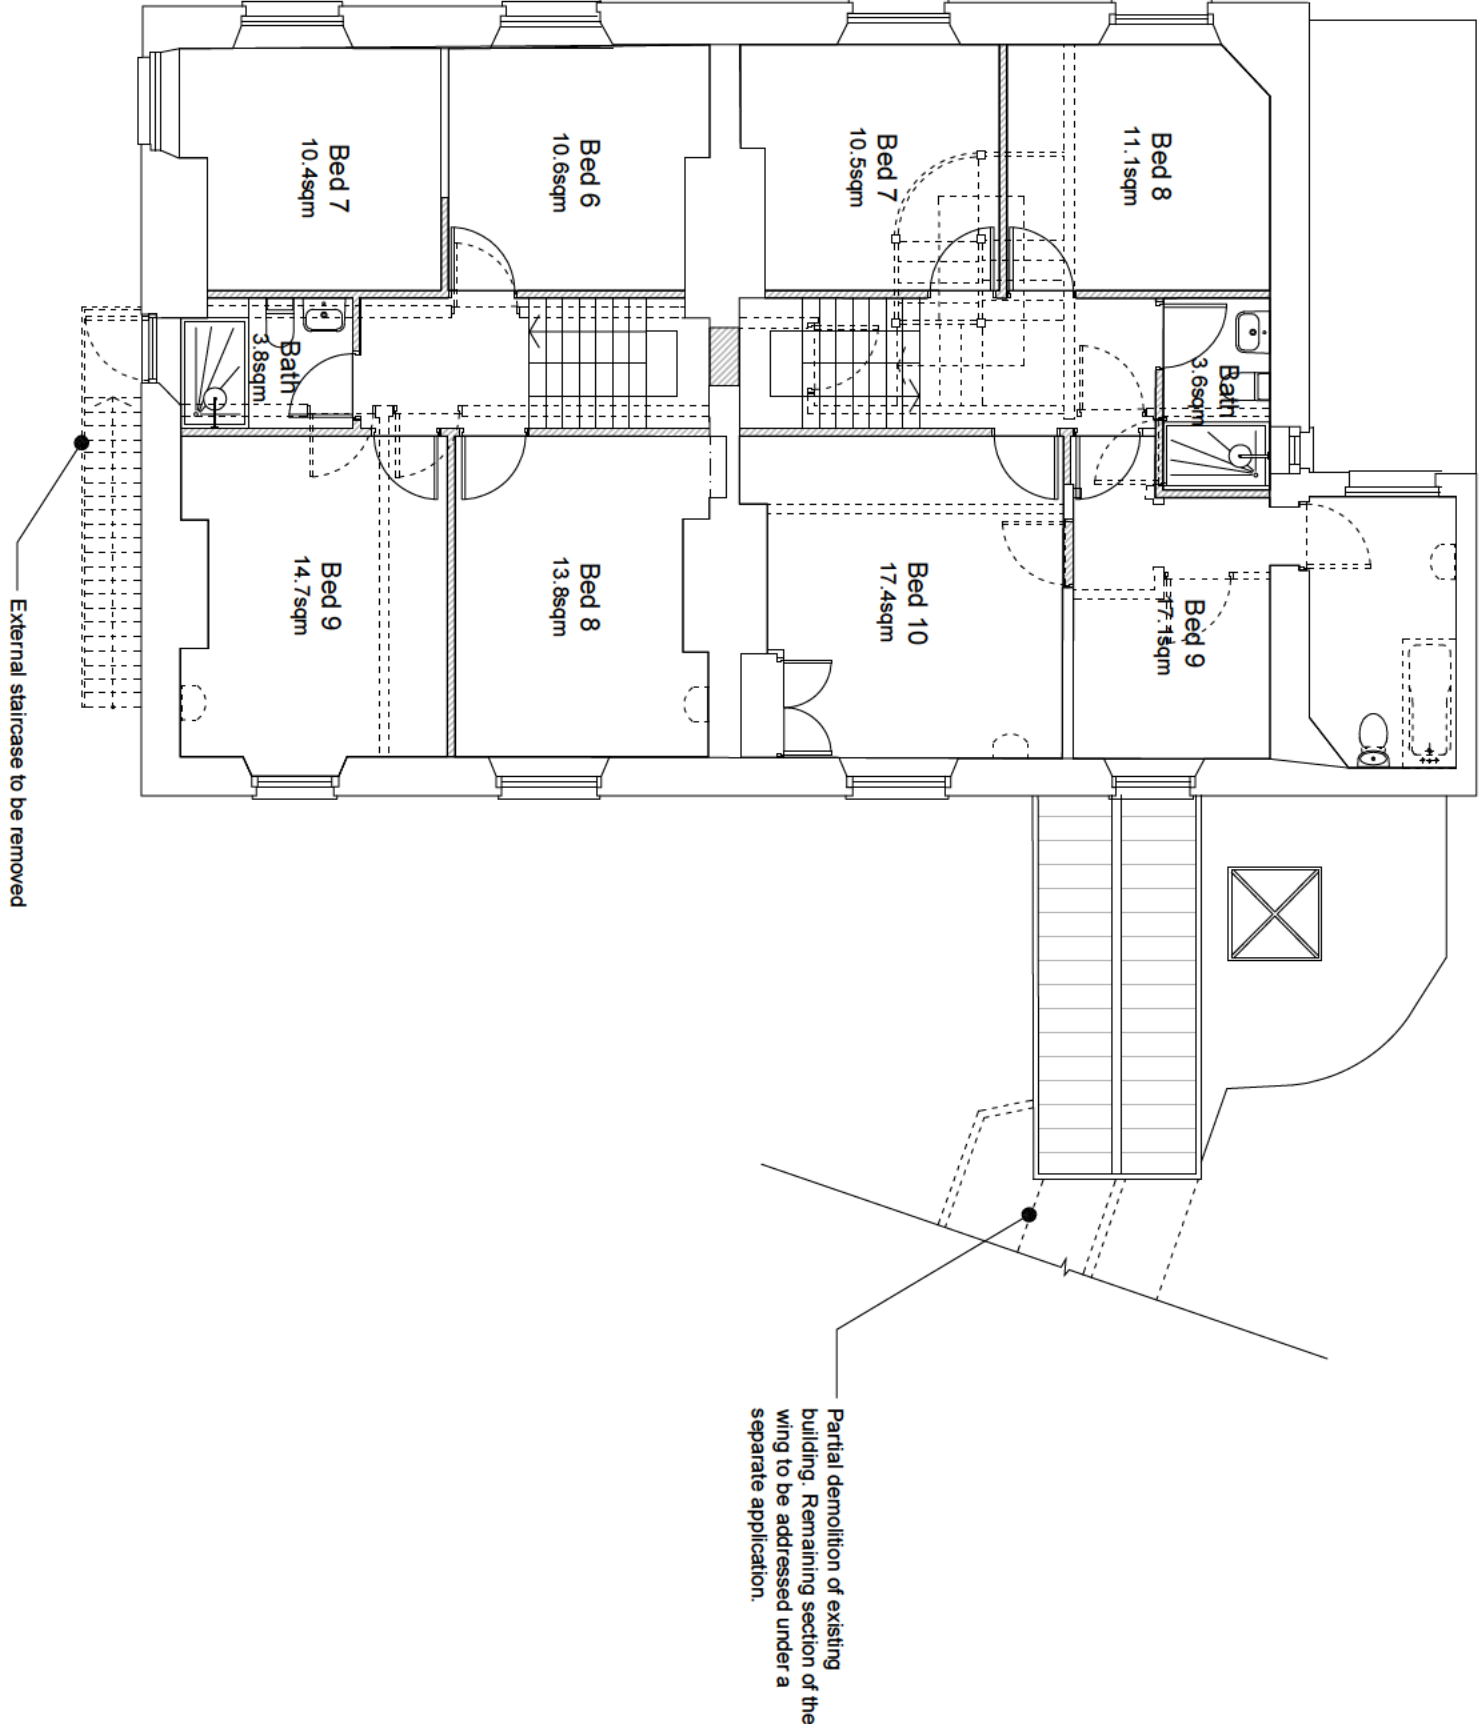 Bed 7
10.4sqm
Bed 6
10.6sqm
Bed 7
10.5sqm
Bed 8
11.1sqm
Bath
3.8sqm
Bath
3.6sqm
Bed 9
14.7sqm
Bed 8
13.8sqm
Bed 10
17.4sqm
Bed 9
17.1sqm
External staircase to be removed
Partial demolition of existing
building. Remaining section of the
wing to be addressed under a
separate application.